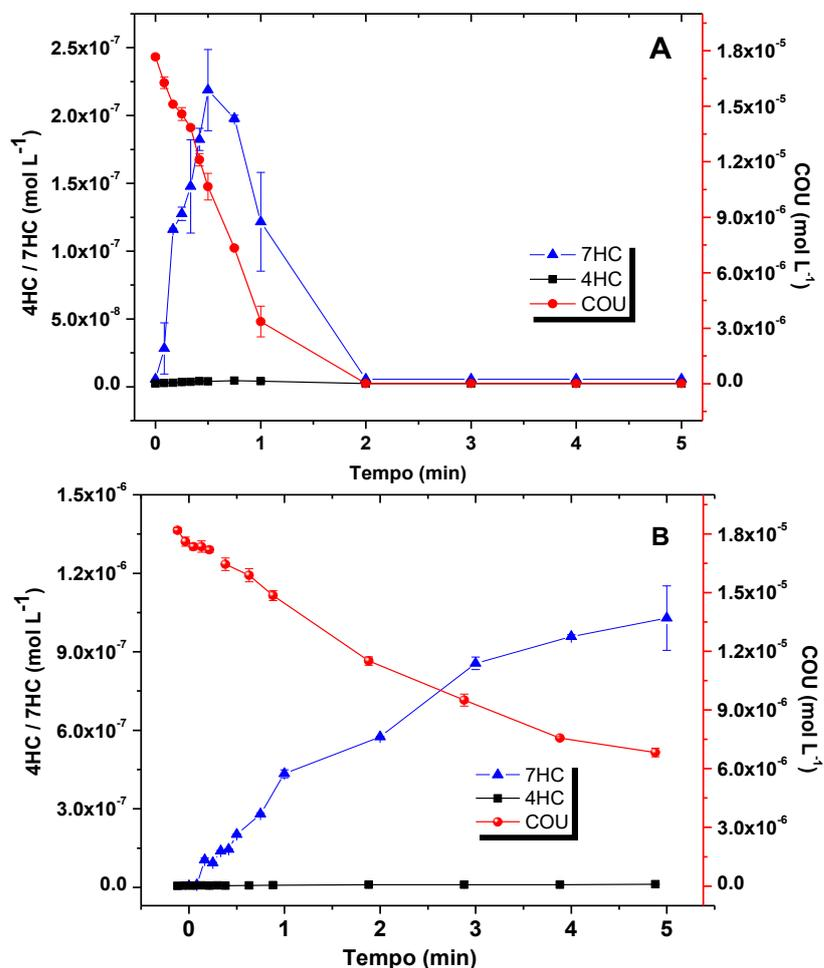 A
2.5x10⁻⁷
2.0x10⁻⁷
1.5x10⁻⁷
1.0x10⁻⁷
5.0x10⁻⁸
0.0
4HC / 7HC (mol L⁻¹)
1.8x10⁻⁵
1.5x10⁻⁵
1.2x10⁻⁵
9.0x10⁻⁶
6.0x10⁻⁶
3.0x10⁻⁶
0.0
COU (mol L⁻¹)
7HC
4HC
COU
0 1 2 3 4 5
Tempo (min)
B
1.5x10⁻⁶
1.2x10⁻⁶
9.0x10⁻⁷
6.0x10⁻⁷
3.0x10⁻⁷
0.0
4HC / 7HC (mol L⁻¹)
1.8x10⁻⁵
1.5x10⁻⁵
1.2x10⁻⁵
9.0x10⁻⁶
6.0x10⁻⁶
3.0x10⁻⁶
0.0
COU (mol L⁻¹)
7HC
4HC
COU
0 1 2 3 4 5
Tempo (min)